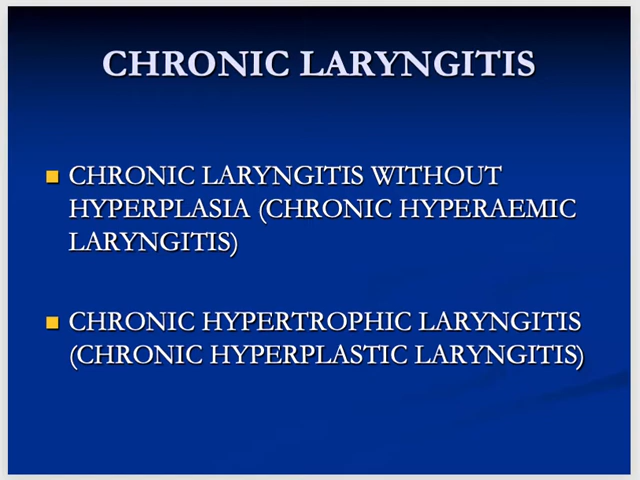 CHRONIC LARYNGITIS
CHRONIC LARYNGITIS WITHOUT
HYPERPLASIA (CHRONIC HYPERAEMIC
LARYNGITIS)
CHRONIC HYPERTROPHIC LARYNGITIS
(CHRONIC HYPERPLASTIC LARYNGITIS)